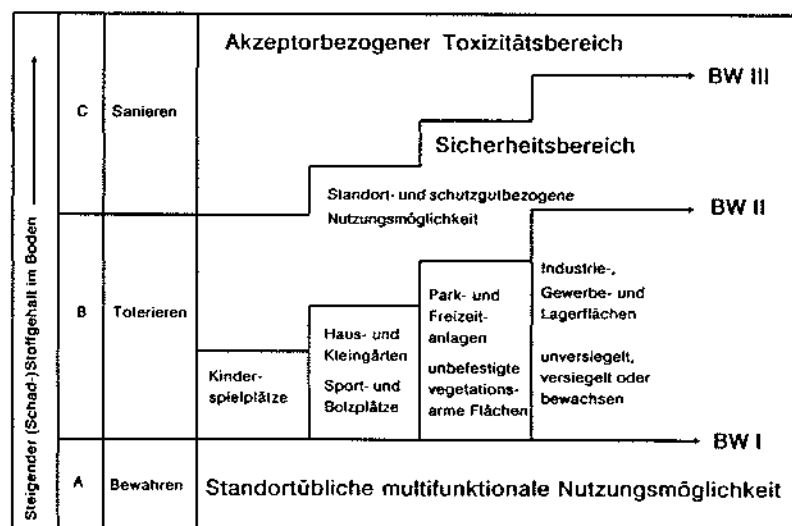 Akzeptorbezogener Toxizitätsbereich
BW III
C
Sanieren
Sicherheitsbereich
Standort- und schutzgutbezogene
Nutzungsmöglichkeit
BW II
Steigender (Schad-)Stoffgehalt im Boden
B
Tolerieren
Kinder-
spielplätze
Haus- und
Kleingärten
Sport- und
Bolzplätze
Park- und
Freizeit-
anlagen
unbefestigte
vegetations-
arme Flächen
Industrie-,
Gewerbe- und
Lagerflächen
unversiegelt,
versiegelt oder
bewachsen
BW I
A
Bewahren
Standortübliche multifunktionale Nutzungsmöglichkeit